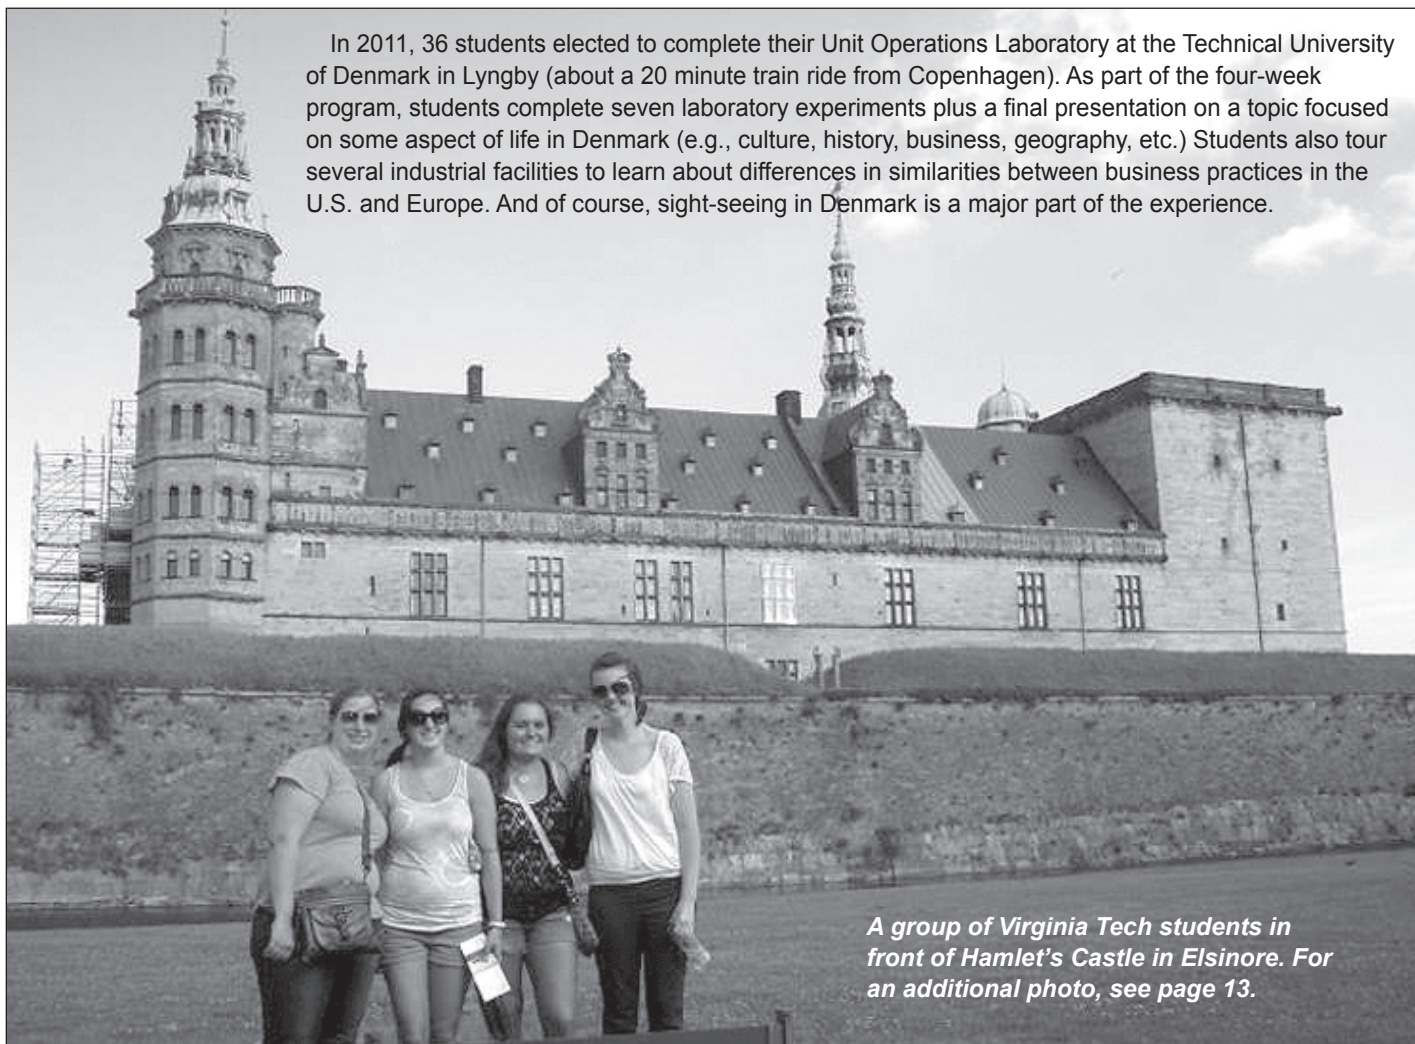 In 2011, 36 students elected to complete their Unit Operations Laboratory at the Technical University
of Denmark in Lyngby (about a 20 minute train ride from Copenhagen). As part of the four-week
program, students complete seven laboratory experiments plus a final presentation on a topic focused
on some aspect of life in Denmark (e.g., culture, history, business, geography, etc.) Students also tour
several industrial facilities to learn about differences in similarities between business practices in the
U.S. and Europe. And of course, sight-seeing in Denmark is a major part of the experience.
A group of Virginia Tech students in
front of Hamlet's Castle in Elsinore. For
an additional photo, see page 13.